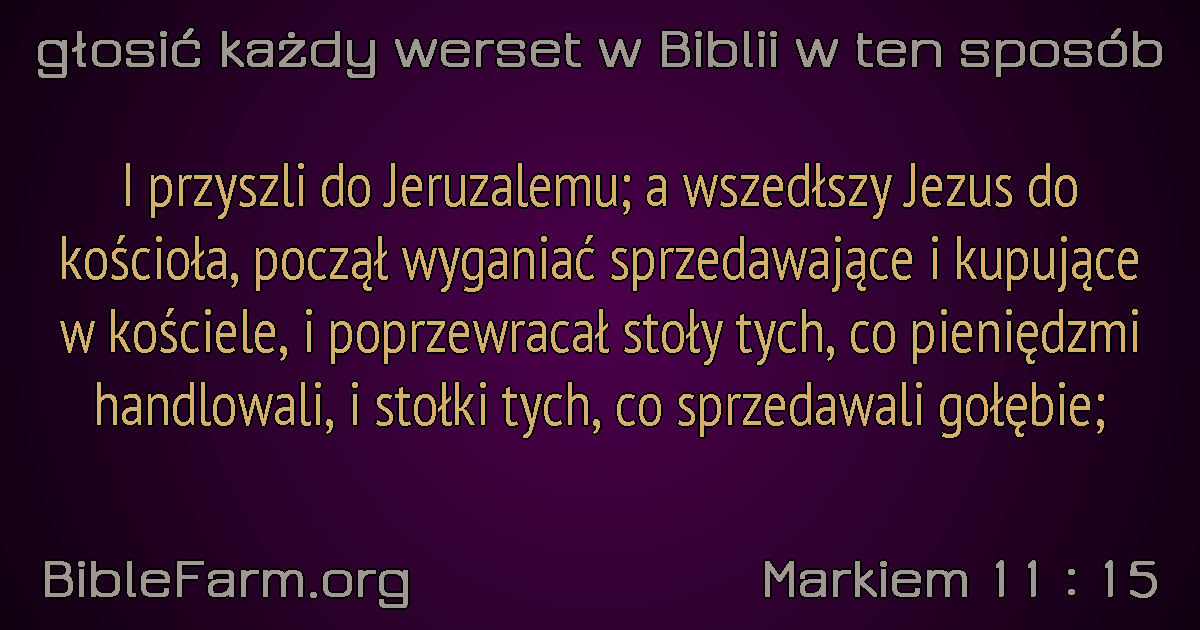 głosić każdy werset w Biblii w ten sposób
I przyszli do Jeruzalemu; a wszedłszy Jezus do
kościoła, począł wyganiać sprzedawające i kupujące
w kościele, i poprzewracał stoły tych, co pieniędzmi
handlowali, i stołki tych, co sprzedawali gołębie;
BibleFarm.org
Markiem 11 : 15